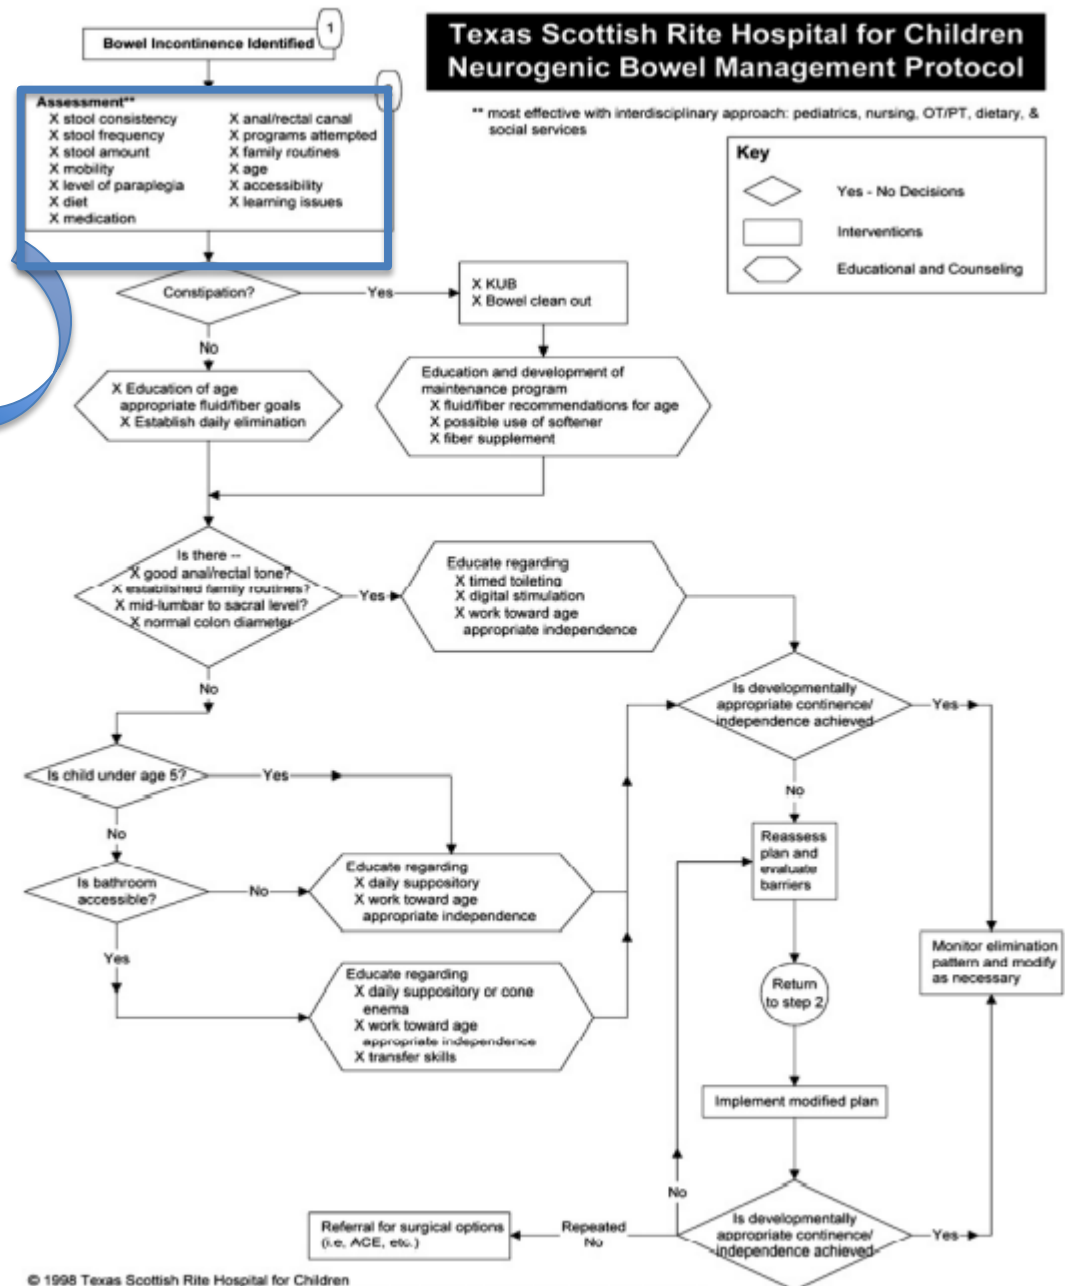 Bowel Incontinence Identified
1
Texas Scottish Rite Hospital for Children
Neurogenic Bowel Management Protocol
** most effective with interdisciplinary approach: pediatrics, nursing, OT/PT, dietary, &
social services
Assessment**
X stool consistency
X stool frequency
X stool amount
X mobility
X level of paraplegia
X diet
X medication
X anal/rectal canal
X programs attempted
X family routines
X age
X accessibility
X learning issues
Key
Yes - No Decisions
Interventions
Educational and Counseling
Constipation?
Yes
X KUB
X Bowel clean out
No
X Education of age
appropriate fluid/fiber goals
X Establish daily elimination
Education and development of
maintenance program
X fluid/fiber recommendations for age
X possible use of softener
X fiber supplement
Is there --
X good anal/rectal tone?
X established family routines?
X mid-lumbar to sacral level?
X normal colon diameter
Yes
Educate regarding
X timed toileting
X digital stimulation
X work toward age
appropriate independence
No
Is developmentally
appropriate continence/
independence achieved
Yes
Is child under age 5?
Yes
No
No
Is bathroom
accessible?
No
Educate regarding
X daily suppository
X work toward age
appropriate independence
Reassess
plan and
evaluate
barriers
Yes
Educate regarding
X daily suppository or cone
enema
X work toward age
appropriate independence
X transfer skills
Monitor elimination
pattern and modify
as necessary
Return
to step 2
Implement modified plan
No
Referral for surgical options
(i.e, ACE, etc.)
Repeated
No
Is developmentally
appropriate continence/
independence achieved
Yes
© 1998 Texas Scottish Rite Hospital for Children